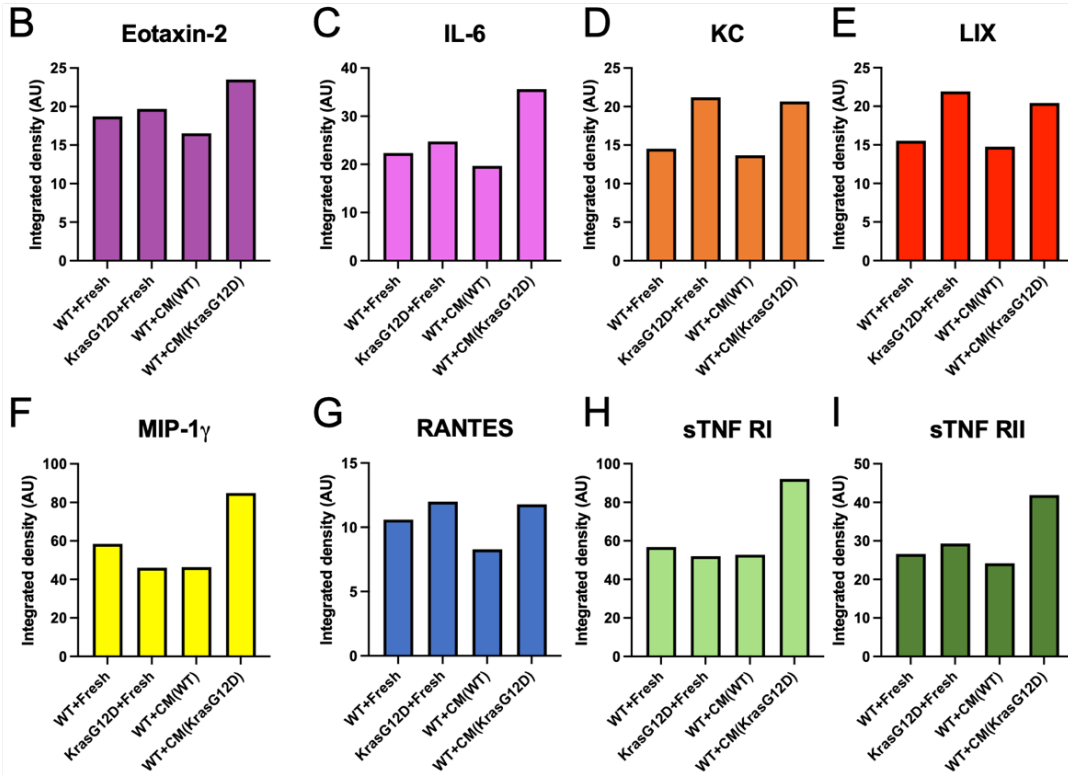 B
Eotaxin-2
Integrated density (AU)
25
20
15
10
5
0
WT+Fresh
KrasG12D+Fresh
WT+CM(WT)
WT+CM(KrasG12D)
C
IL-6
Integrated density (AU)
40
30
20
10
0
WT+Fresh
KrasG12D+Fresh
WT+CM(WT)
WT+CM(KrasG12D)
D
KC
Integrated density (AU)
25
20
15
10
5
0
WT+Fresh
KrasG12D+Fresh
WT+CM(WT)
WT+CM(KrasG12D)
E
LIX
Integrated density (AU)
25
20
15
10
5
0
WT+Fresh
KrasG12D+Fresh
WT+CM(WT)
WT+CM(KrasG12D)
F
MIP-1γ
Integrated density (AU)
100
80
60
40
20
0
WT+Fresh
KrasG12D+Fresh
WT+CM(WT)
WT+CM(KrasG12D)
G
RANTES
Integrated density (AU)
15
10
5
0
WT+Fresh
KrasG12D+Fresh
WT+CM(WT)
WT+CM(KrasG12D)
H
sTNF RI
Integrated density (AU)
100
80
60
40
20
0
WT+Fresh
KrasG12D+Fresh
WT+CM(WT)
WT+CM(KrasG12D)
I
sTNF RII
Integrated density (AU)
50
40
30
20
10
0
WT+Fresh
KrasG12D+Fresh
WT+CM(WT)
WT+CM(KrasG12D)